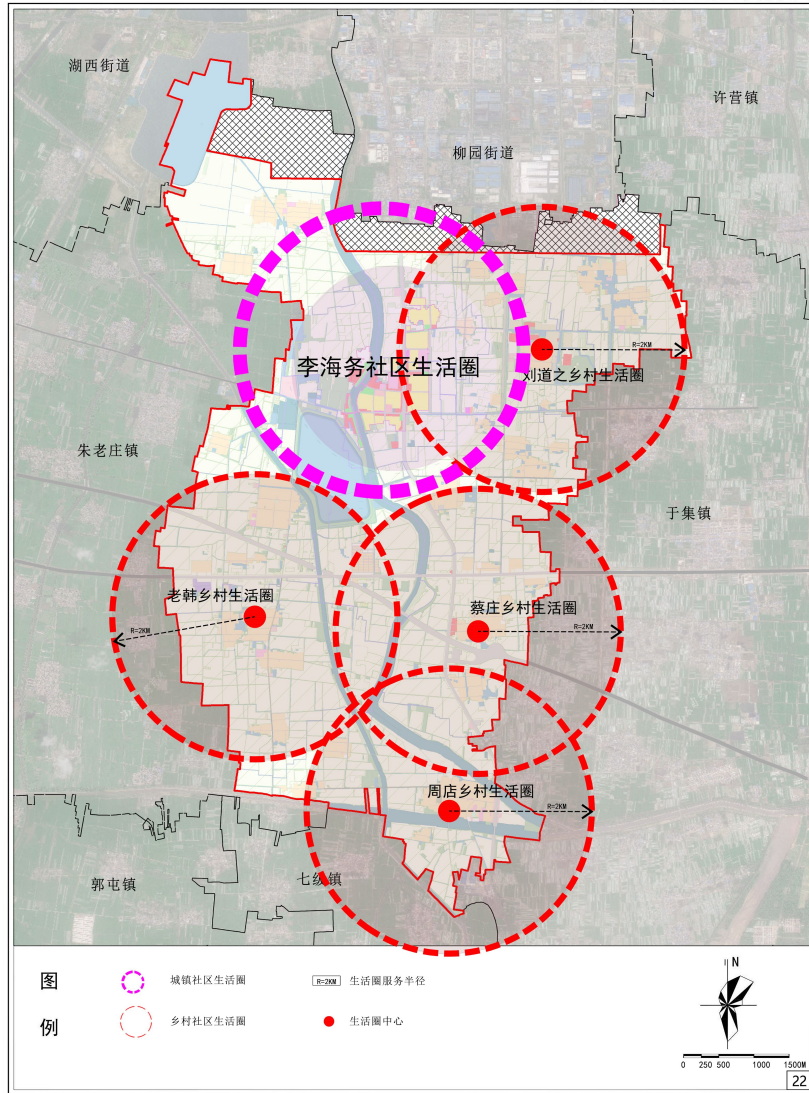 湖西街道
许营镇
柳园街道
R=2KM
李海务社区生活圈
刘道之乡村生活圈
朱老庄镇
于集镇
老韩乡村生活圈
蔡庄乡村生活圈
R=2KM
R=2KM
周店乡村生活圈
R=2KM
郭屯镇
七级镇
图例
城镇社区生活圈
R=2KM 生活圈服务半径
乡村社区生活圈
生活圈中心
N
0 250 500 1000 1500M
22